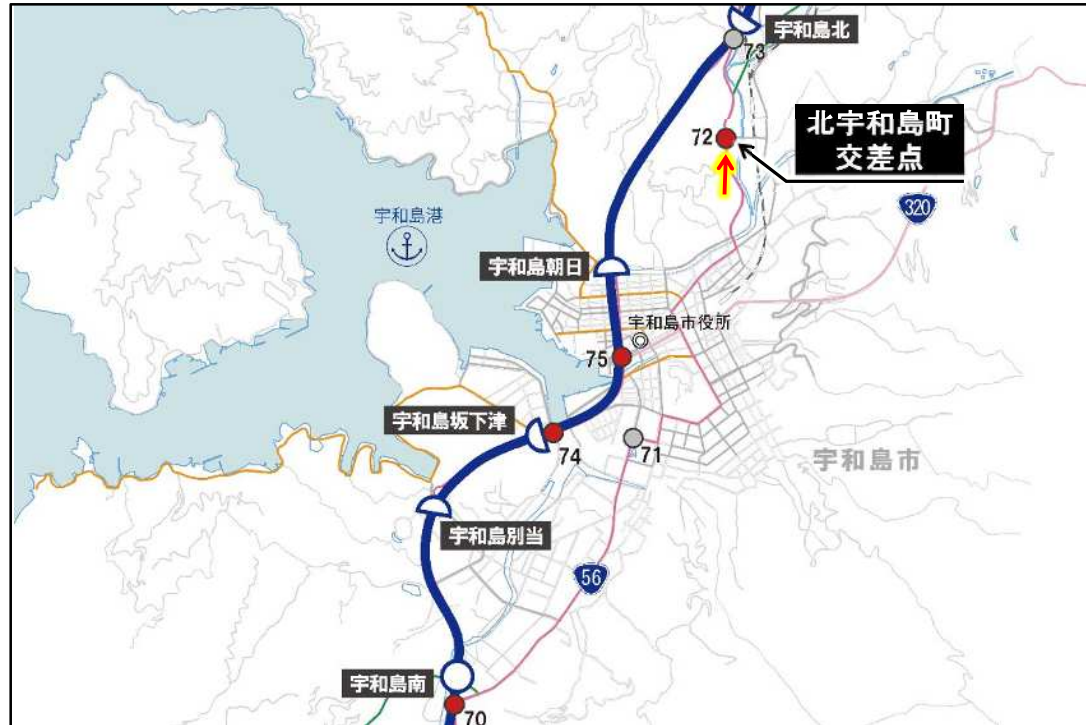 宇和島北
73
北宇和島町
交差点
72
320
宇和島港
宇和島朝日
宇和島市役所
75
宇和島坂下津
74
71
宇和島市
宇和島別当
56
宇和島南
70